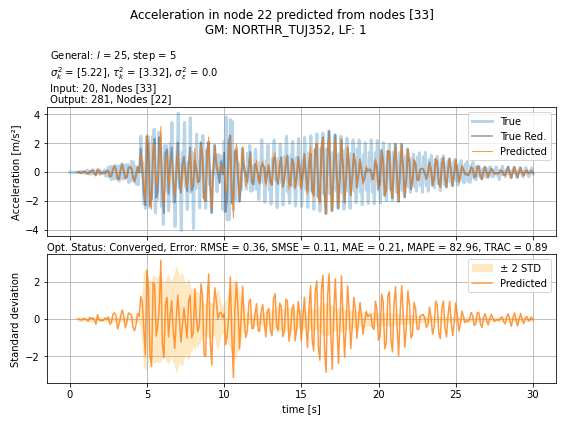 Acceleration in node 22 predicted from nodes [33]
GM: NORTHR_TUJ352, LF: 1
General: l = 25, step = 5
σ²ₖ = [5.22], τ²ₖ = [3.32], σ²ε = 0.0
Input: 20, Nodes [33]
Output: 281, Nodes [22]
4
2
0
−2
−4
Acceleration [m/s²]
True
True Red.
Predicted
Opt. Status: Converged, Error: RMSE = 0.36, SMSE = 0.11, MAE = 0.21, MAPE = 82.96, TRAC = 0.89
2
0
−2
Standard deviation
± 2 STD
Predicted
0 5 10 15 20 25 30
time [s]